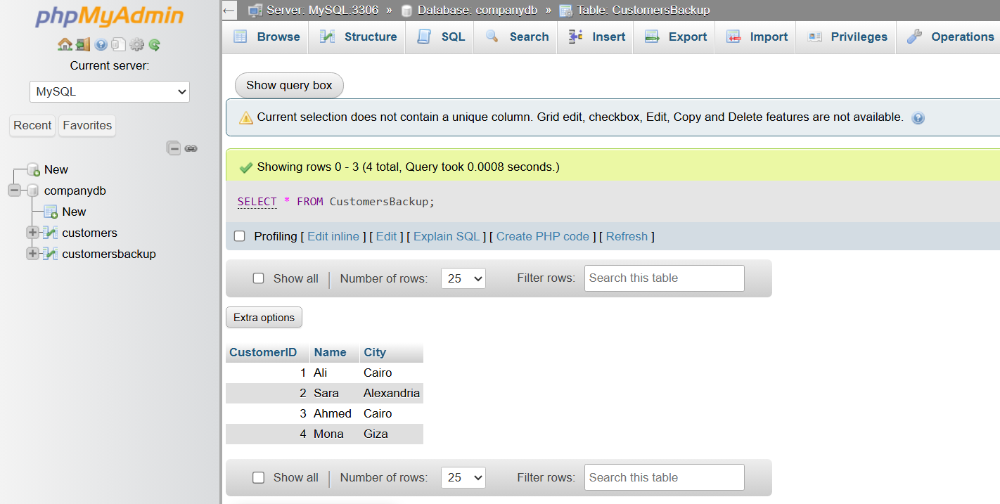 phpMyAdmin
Current server:
MySQL
Recent Favorites
New
companydb
New
customers
customersbackup
Server: MySQL:3306 » Database: companydb » Table: CustomersBackup
Browse Structure SQL Search Insert Export Import Privileges Operations
Show query box
Current selection does not contain a unique column. Grid edit, checkbox, Edit, Copy and Delete features are not available.
Showing rows 0 - 3 (4 total, Query took 0.0008 seconds.)
SELECT * FROM CustomersBackup;
Profiling [ Edit inline ] [ Edit ] [ Explain SQL ] [ Create PHP code ] [ Refresh ]
Show all | Number of rows: 25 Filter rows: Search this table
Extra options
CustomerID Name City
1 Ali Cairo
2 Sara Alexandria
3 Ahmed Cairo
4 Mona Giza
Show all | Number of rows: 25 Filter rows: Search this table